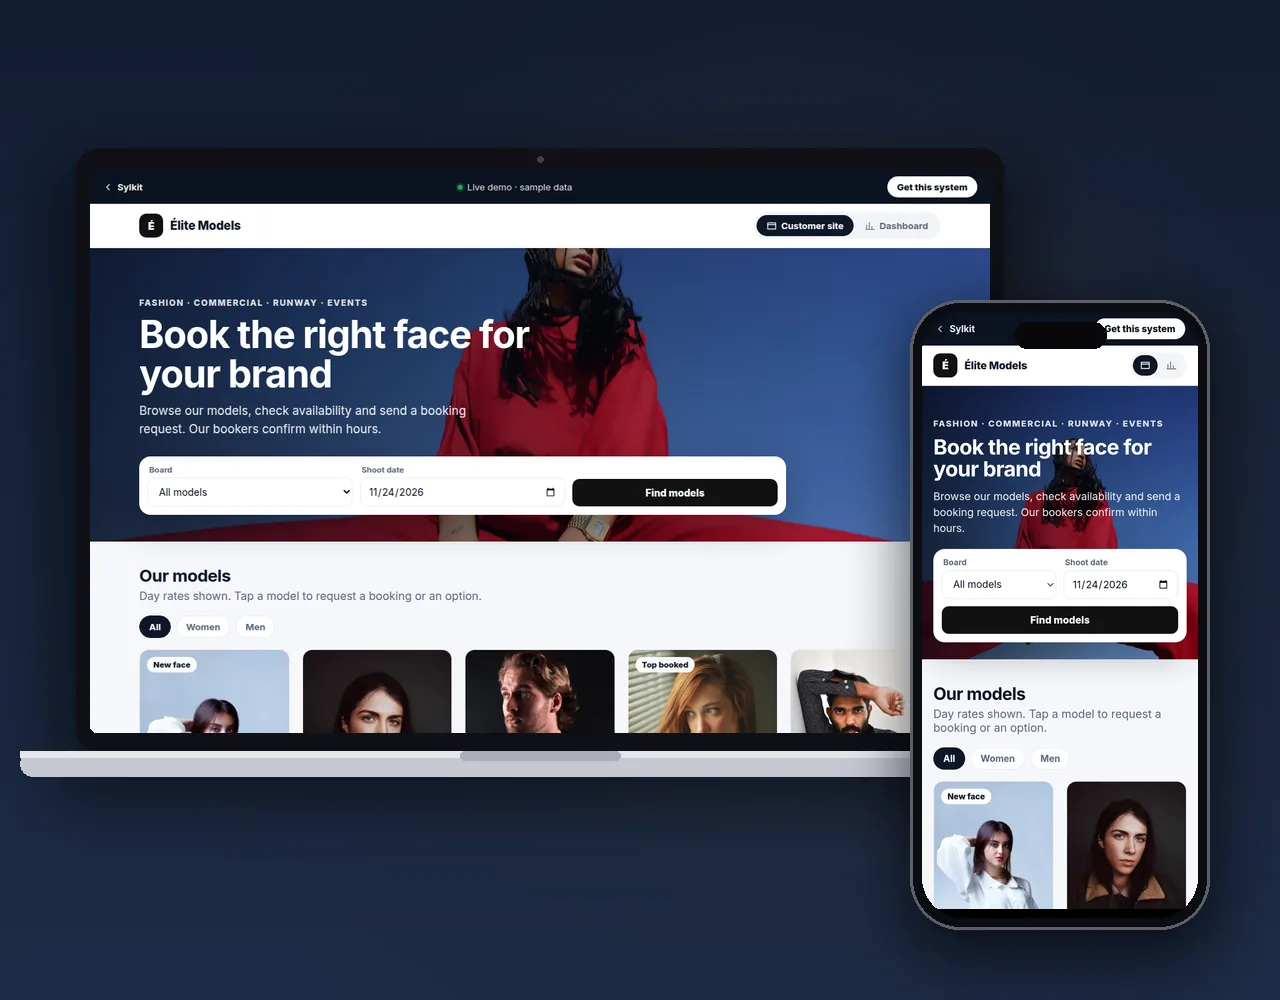 Sylkit
Live demo · sample data
Get this system
É
Élite Models
Customer site
Dashboard
FASHION · COMMERCIAL · RUNWAY · EVENTS
Book the right face for
your brand
Browse our models, check availability and send a booking
request. Our bookers confirm within hours.
Board
Shoot date
All models
11/24/2026
Find models
Our models
Day rates shown. Tap a model to request a booking or an option.
All
Women
Men
New face
Top booked
Sylkit
Get this system
É
Élite Models
FASHION · COMMERCIAL · RUNWAY · EVENTS
Book the right face for
your brand
Browse our models, check availability and send a
booking request. Our bookers confirm within
hours.
Board
Shoot date
All models
11/24/2026
Find models
Our models
Day rates shown. Tap a model to request a
booking or an option.
All
Women
Men
New face